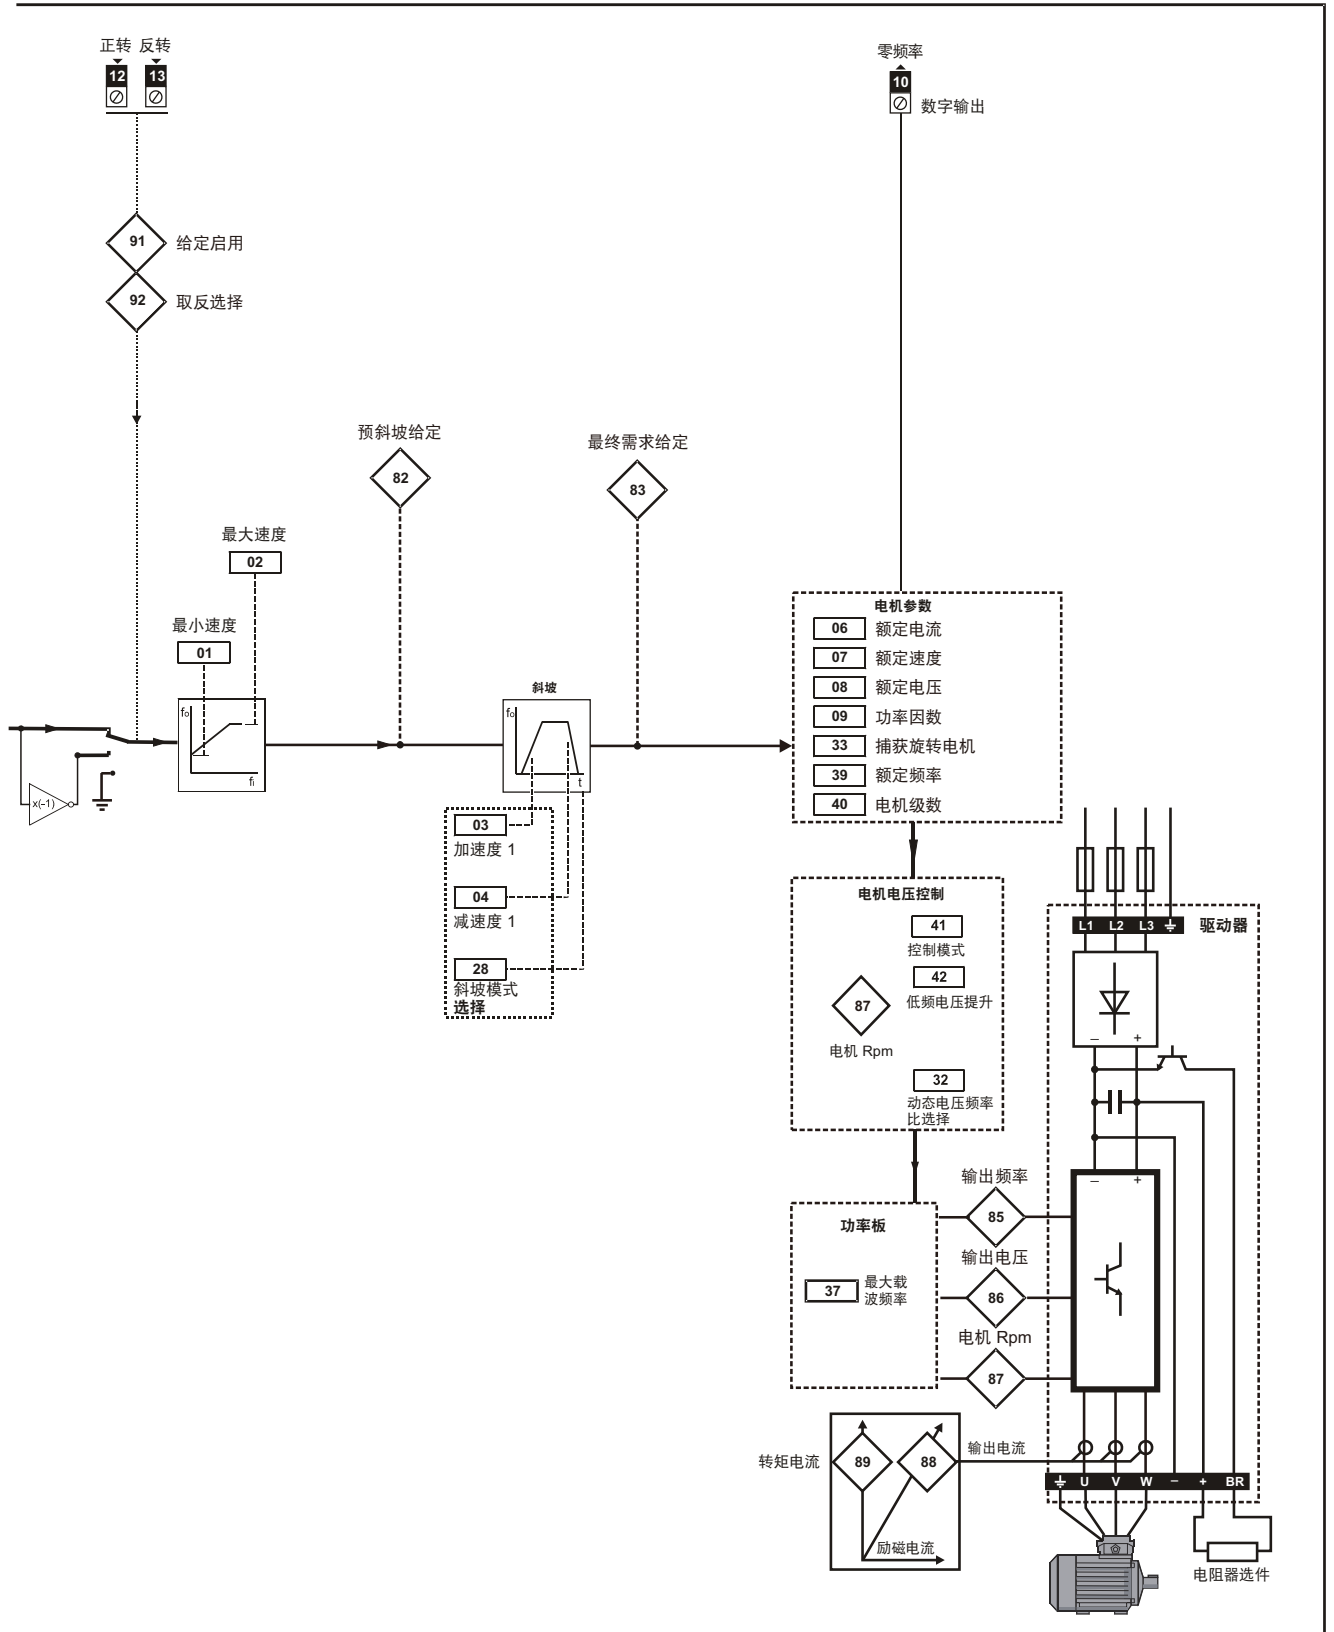 正转 反转
12 13
零频率
10
数字输出
91 给定启用
92 取反选择
预斜坡给定
82
最终需求给定
83
最大速度
02
最小速度
01
fo
fi
x(-1)
斜坡
fo
t
03
加速度 1
04
减速度 1
28
斜坡模式
选择
电机参数
06 额定电流
07 额定速度
08 额定电压
09 功率因数
33 捕获旋转电机
39 额定频率
40 电机级数
电机电压控制
41
控制模式
42
低频电压提升
87
电机 Rpm
32
动态电压频率
比选择
L1 L2 L3 驱动器
– +
– +
功率板
37 最大载
波频率
输出频率
85
输出电压
86
电机 Rpm
87
转矩电流 89 88 输出电流
励磁电流
U V W – + BR
电阻器选件